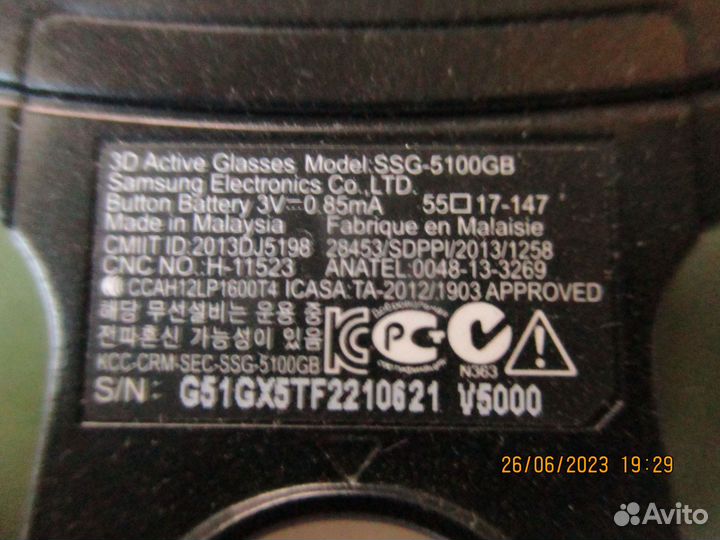 3D Active Glasses Model:SSG-5100GB
Samsung Electronics Co.,LTD.
Button Battery 3V⎓0.85mA 55□17-147
Made in Malaysia Fabrique en Malaisie
CMIIT ID:2013DJ5198 28453/SDPPI/2013/1258
CNC NO.:H-11523 ANATEL:0048-13-3269
CCAH12LP1600T4 ICASA:TA-2012/1903 APPROVED
해당 무선설비는 운용 중
전파혼신 가능성이 있음
KCC-CRM-SEC-SSG-5100GB
N363
S/N: G51GX5TF2210621 V5000
26/06/2023 19:29
Avito